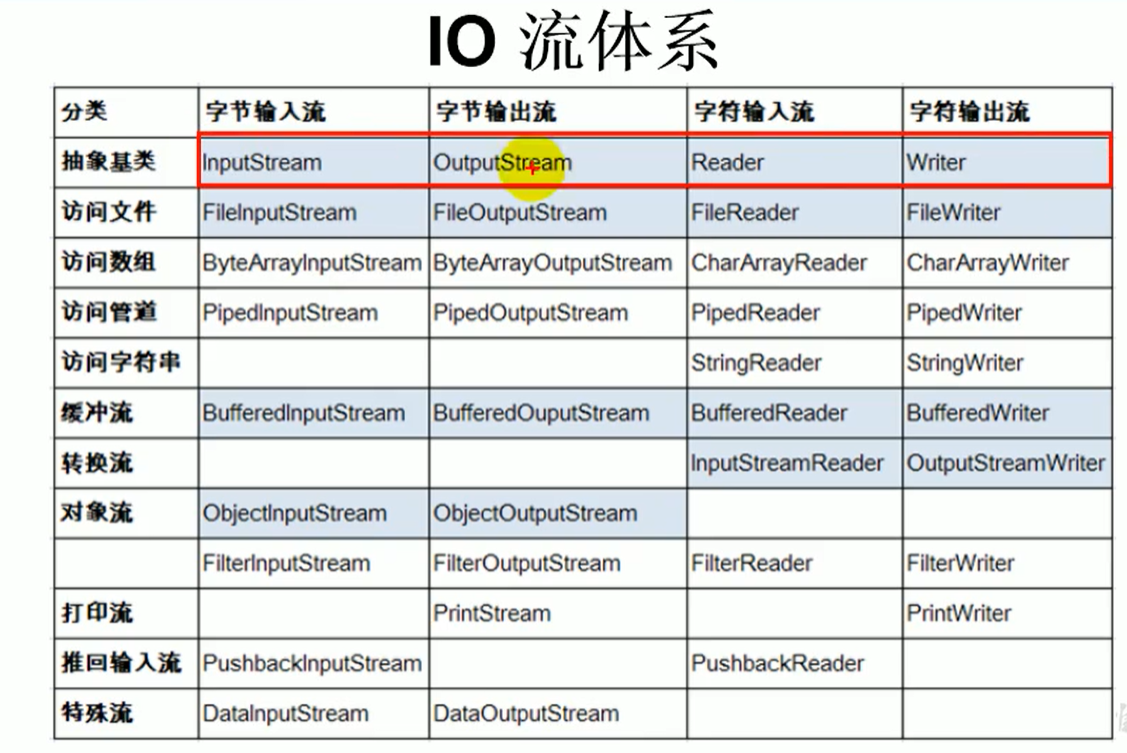 IO 流体系
分类 字节输入流 字节输出流 字符输入流 字符输出流
抽象基类 InputStream OutputStream Reader Writer
访问文件 FileInputStream FileOutputStream FileReader FileWriter
访问数组 ByteArrayInputStream ByteArrayOutputStream CharArrayReader CharArrayWriter
访问管道 PipedInputStream PipedOutputStream PipedReader PipedWriter
访问字符串 StringReader StringWriter
缓冲流 BufferedInputStream BufferedOuputStream BufferedReader BufferedWriter
转换流 InputStreamReader OutputStreamWriter
对象流 ObjectInputStream ObjectOutputStream
FilterInputStream FilterOutputStream FilterReader FilterWriter
打印流 PrintStream PrintWriter
推回输入流 PushbackInputStream PushbackReader
特殊流 DataInputStream DataOutputStream